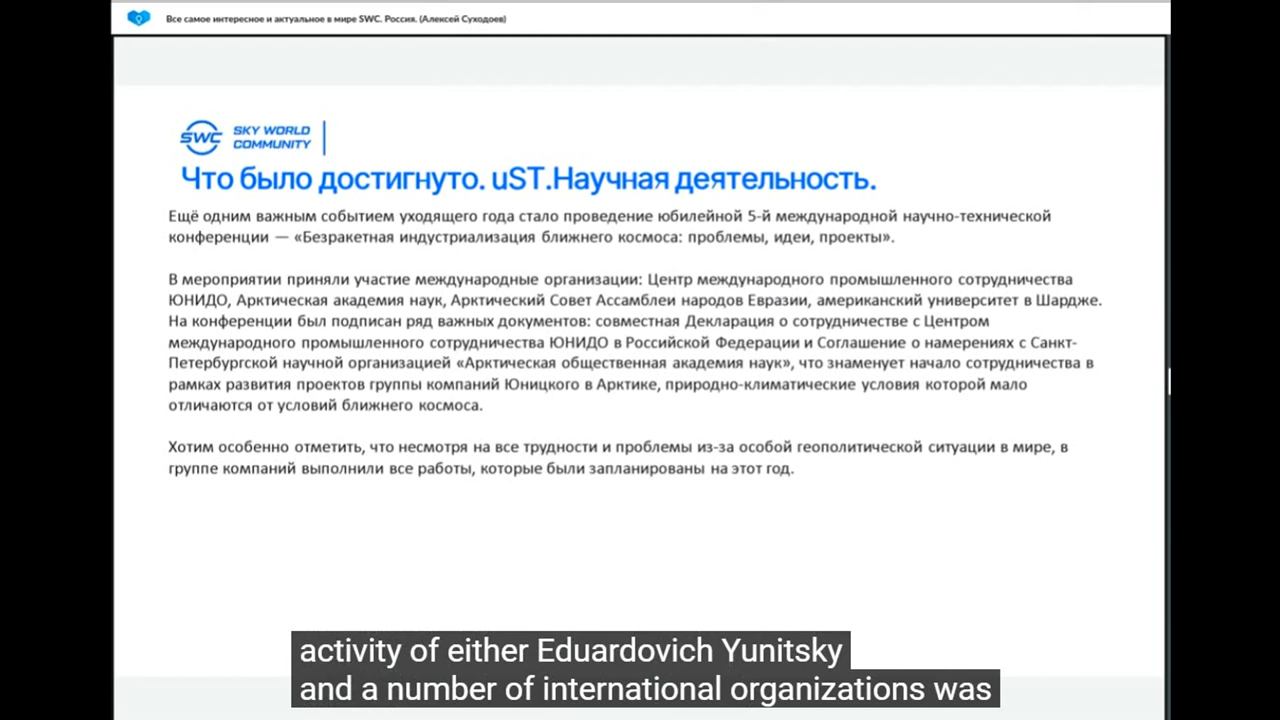 Все самое интересное и актуальное в мире SWC. Россия. (Алексей Суходоев)
SWC SKY WORLD
COMMUNITY
Что было достигнуто. uST.Научная деятельность.
Ещё одним важным событием уходящего года стало проведение юбилейной 5-й международной научно-технической
конференции — «Безракетная индустриализация ближнего космоса: проблемы, идеи, проекты».
В мероприятии приняли участие международные организации: Центр международного промышленного сотрудничества
ЮНИДО, Арктическая академия наук, Арктический Совет Ассамблеи народов Евразии, американский университет в Шардже.
На конференции был подписан ряд важных документов: совместная Декларация о сотрудничестве с Центром
международного промышленного сотрудничества ЮНИДО в Российской Федерации и Соглашение о намерениях с Санкт-
Петербургской научной организацией «Арктическая общественная академия наук», что знаменует начало сотрудничества в
рамках развития проектов группы компаний Юницкого в Арктике, природно-климатические условия которой мало
отличаются от условий ближнего космоса.
Хотим особенно отметить, что несмотря на все трудности и проблемы из-за особой геополитической ситуации в мире, в
группе компаний выполнили все работы, которые были запланированы на этот год.
activity of either Eduardovich Yunitsky
and a number of international organizations was